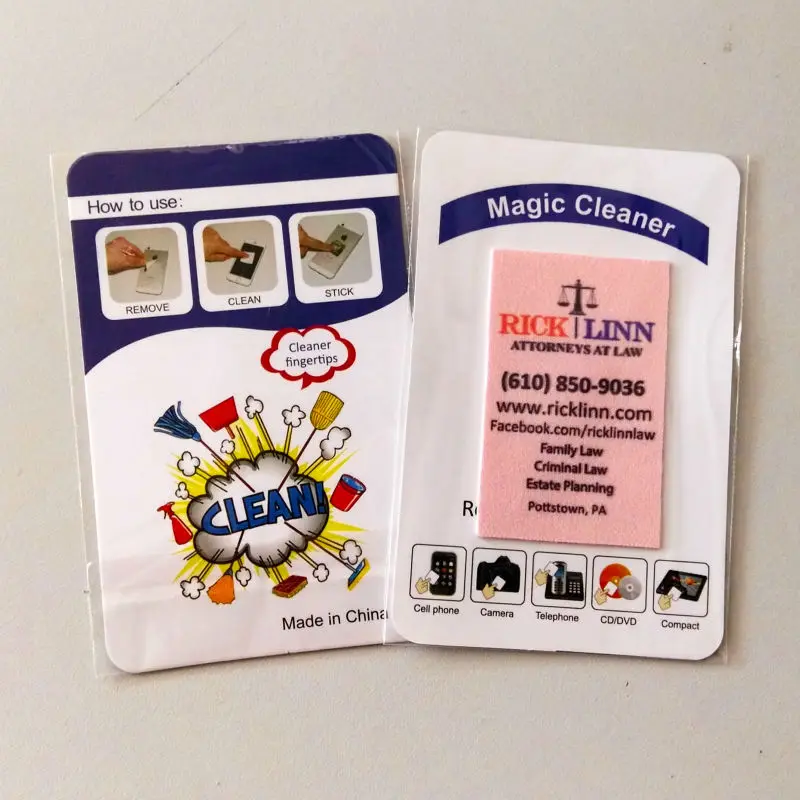 How to use:
REMOVE
CLEAN
STICK
Cleaner
fingertips
CLEAN!
Made in China
Magic Cleaner
RICK LINN
ATTORNEYS AT LAW
(610) 850-9036
www.ricklinn.com
Facebook.com/ricklinnlaw
Family Law
Criminal Law
Estate Planning
Pottstown, PA
Cell phone
Camera
Telephone
CD/DVD
Compact